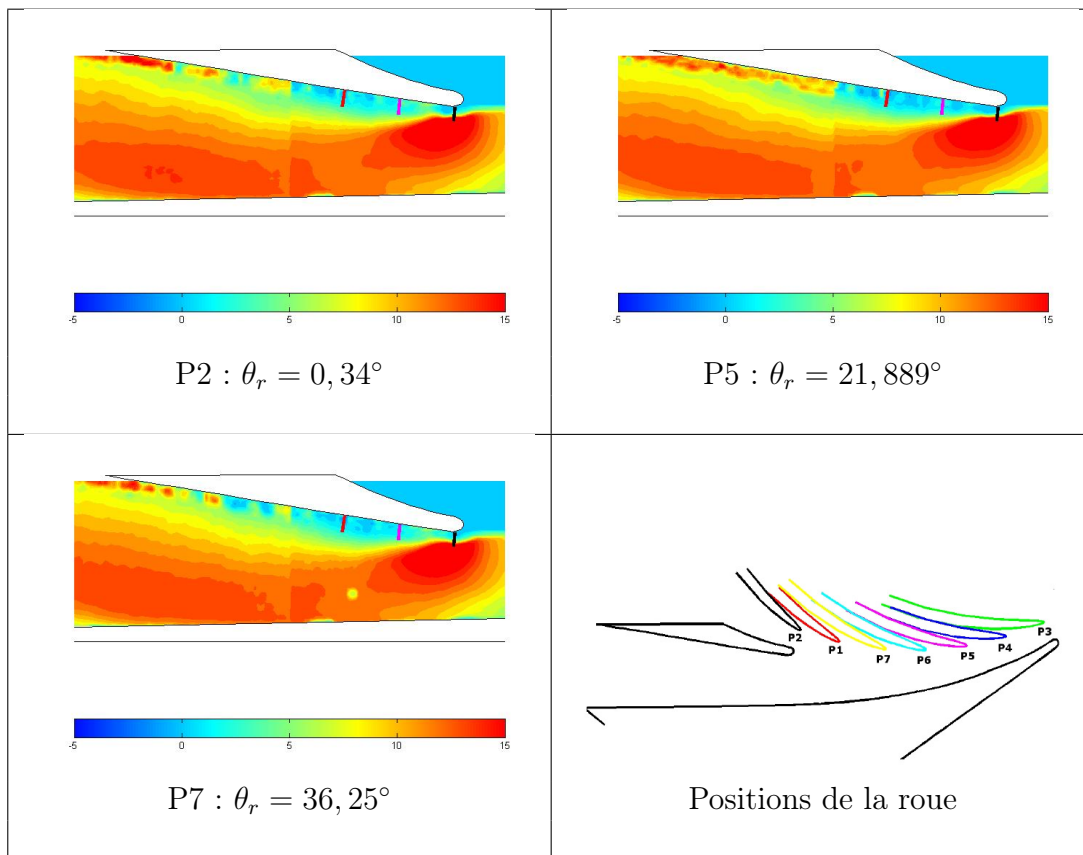 -5 0 5 10 15
-5 0 5 10 15
P2 : θr = 0, 34°
P5 : θr = 21, 889°
-5 0 5 10 15
P7 : θr = 36, 25°
P2
P1
P7
P6
P5
P4
P3
Positions de la roue